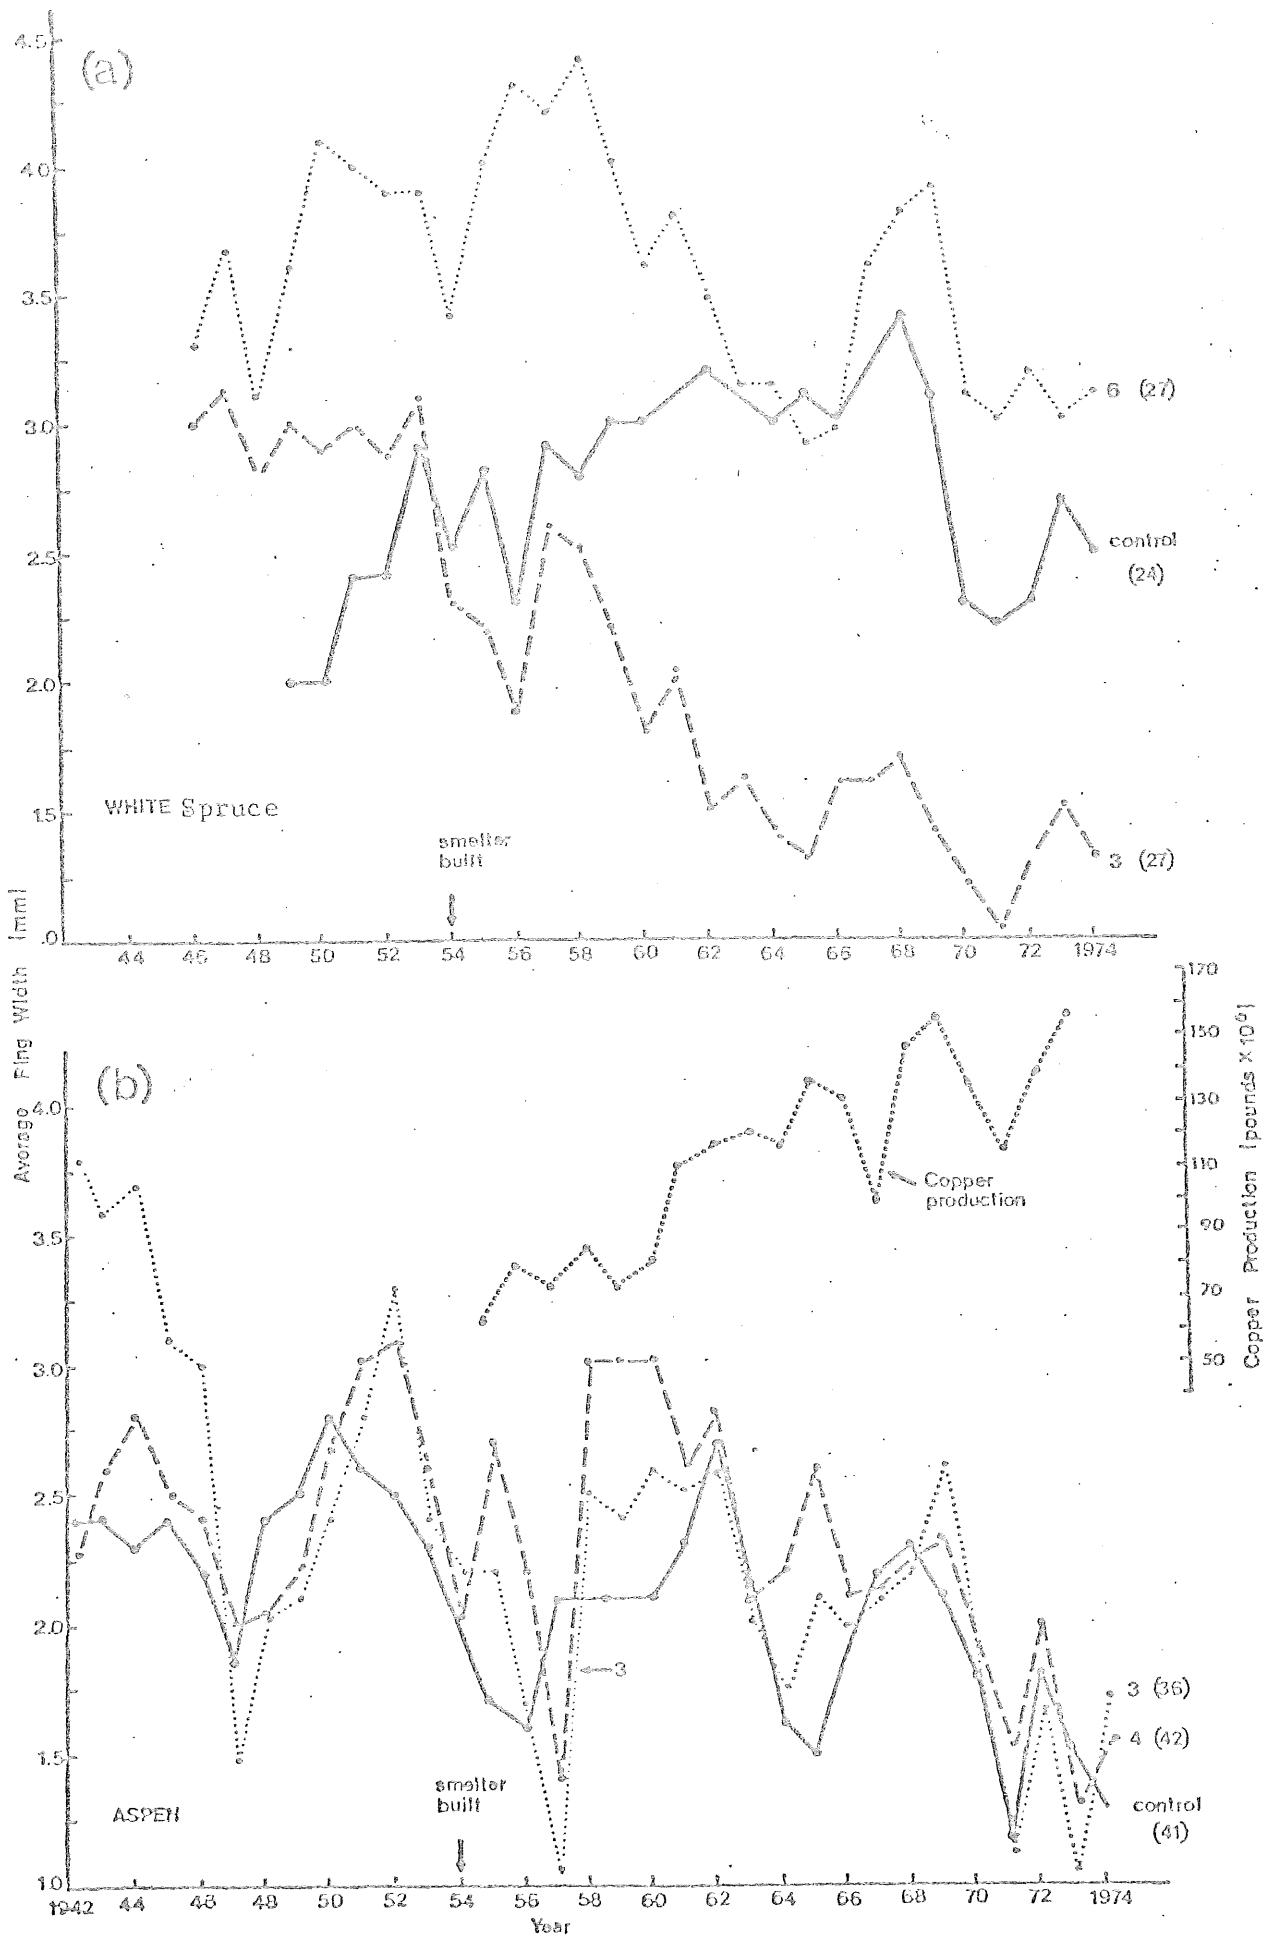 (a)
4.5
4.0
3.5
3.0
2.5
2.0
1.5
.0
6 (27)
control
(24)
3 (27)
WHITE Spruce
smelter
built
44 46 48 50 52 54 56 58 60 62 64 66 68 70 72 1974
Average Ring Width (mm)
(b)
4.0
3.5
3.0
2.5
2.0
1.5
1.0
170
150
130
110
90
70
50
Copper Production (pounds X 10⁶)
Copper
production
3
3 (36)
4 (42)
control
(41)
smelter
built
ASPEN
1942 44 46 48 50 52 54 56 58 60 62 64 66 68 70 72 1974
Year